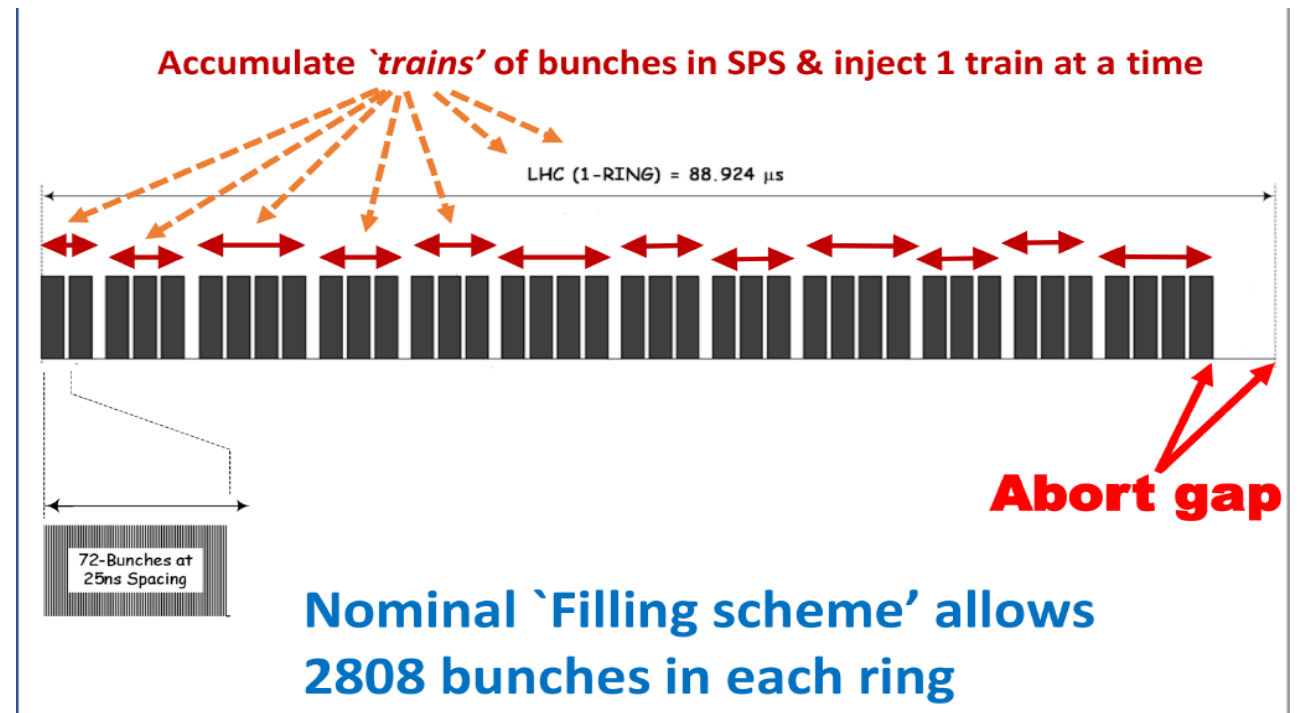 Accumulate `trains' of bunches in SPS & inject 1 train at a time
LHC (1-RING) = 88.924 µs
Abort gap
72-Bunches at
25ns Spacing
Nominal `Filling scheme' allows
2808 bunches in each ring